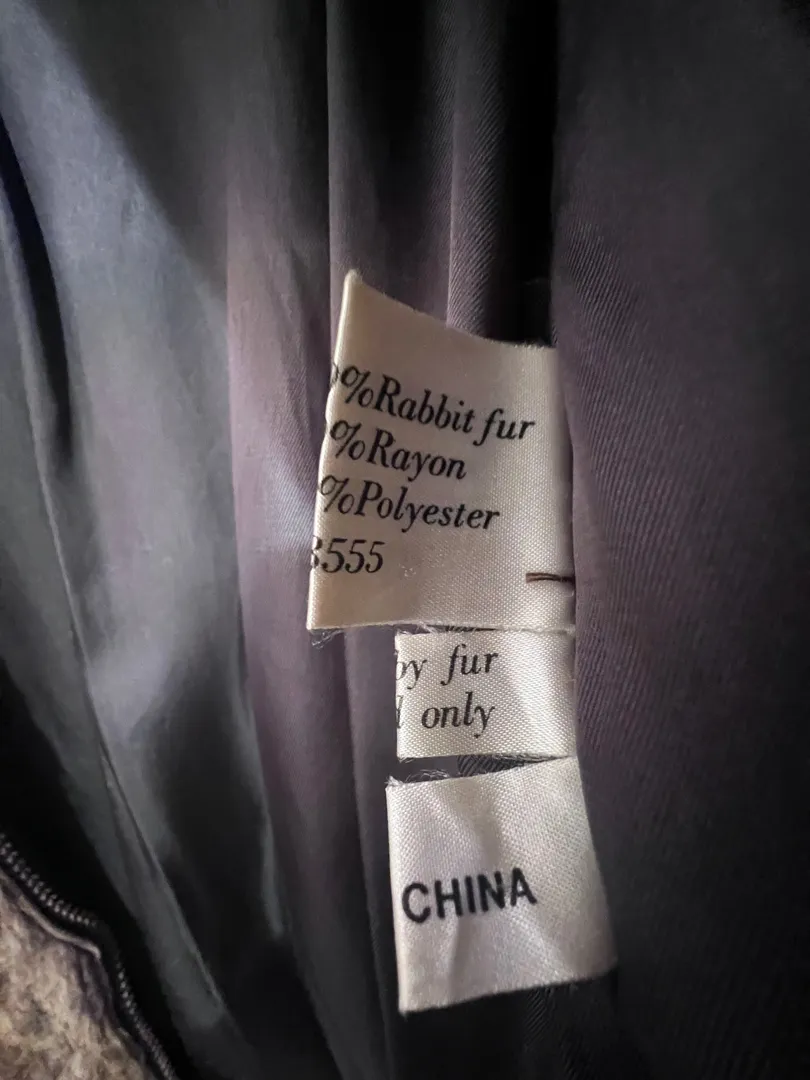 %Rabbit fur
%Rayon
%Polyester
3555
by fur
only
CHINA